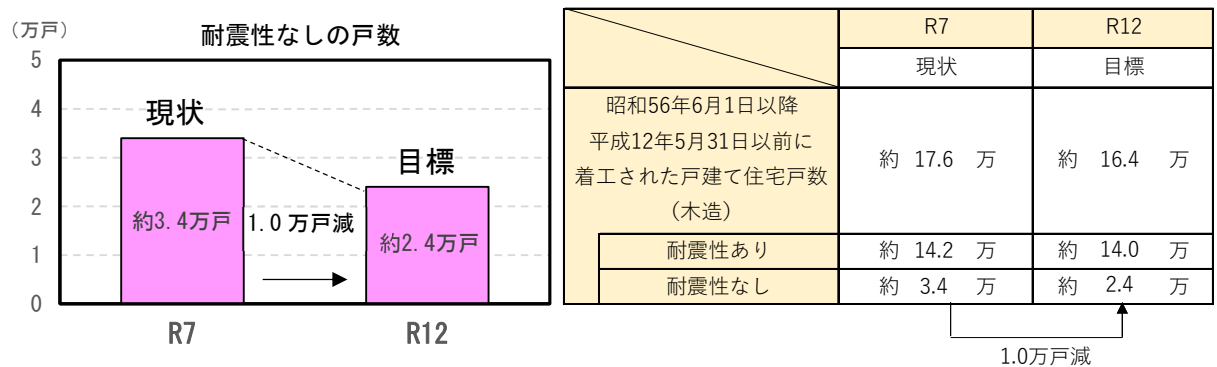 （万戸）
耐震性なしの戸数
5
4
3
2
1
0
現状
目標
約3.4万戸
1.0万戸減
約2.4万戸
R7
R12
R7 R12
現状 目標
昭和56年6月1日以降
平成12年5月31日以前に
着工された戸建て住宅戸数
（木造）
約 17.6 万 約 16.4 万
耐震性あり 約 14.2 万 約 14.0 万
耐震性なし 約 3.4 万 約 2.4 万
1.0万戸減